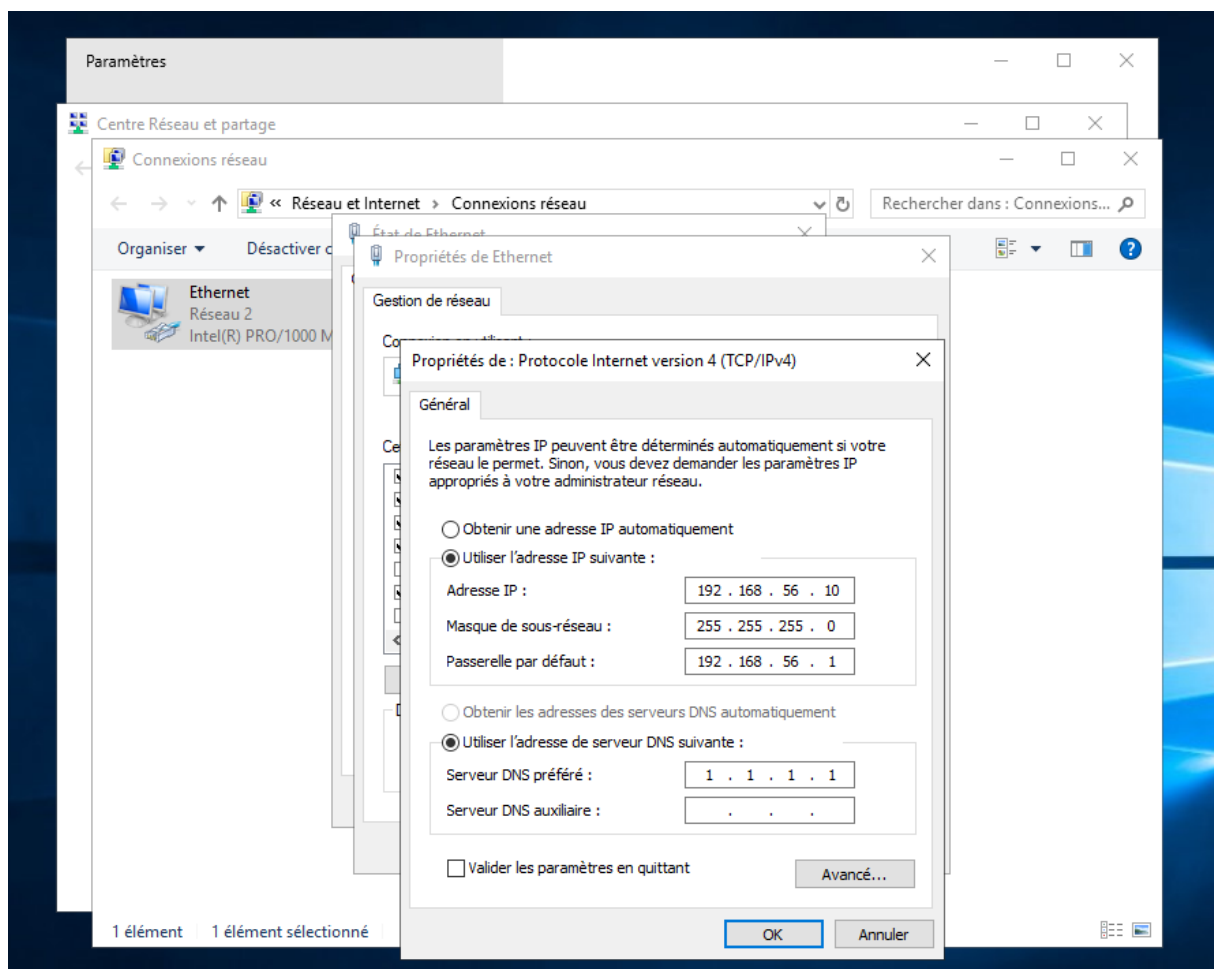 Paramètres
Centre Réseau et partage
Connexions réseau
« Réseau et Internet > Connexions réseau
Rechercher dans : Connexions...
Organiser
Désactiver
État de Ethernet
Propriétés de Ethernet
Ethernet
Réseau 2
Intel(R) PRO/1000 M
Gestion de réseau
Propriétés de : Protocole Internet version 4 (TCP/IPv4)
Général
Les paramètres IP peuvent être déterminés automatiquement si votre
réseau le permet. Sinon, vous devez demander les paramètres IP
appropriés à votre administrateur réseau.
Obtenir une adresse IP automatiquement
Utiliser l'adresse IP suivante :
Adresse IP : 192 . 168 . 56 . 10
Masque de sous-réseau : 255 . 255 . 255 . 0
Passerelle par défaut : 192 . 168 . 56 . 1
Obtenir les adresses des serveurs DNS automatiquement
Utiliser l'adresse de serveur DNS suivante :
Serveur DNS préféré : 1 . 1 . 1 . 1
Serveur DNS auxiliaire : . . .
Valider les paramètres en quittant
Avancé...
OK Annuler
1 élément 1 élément sélectionné